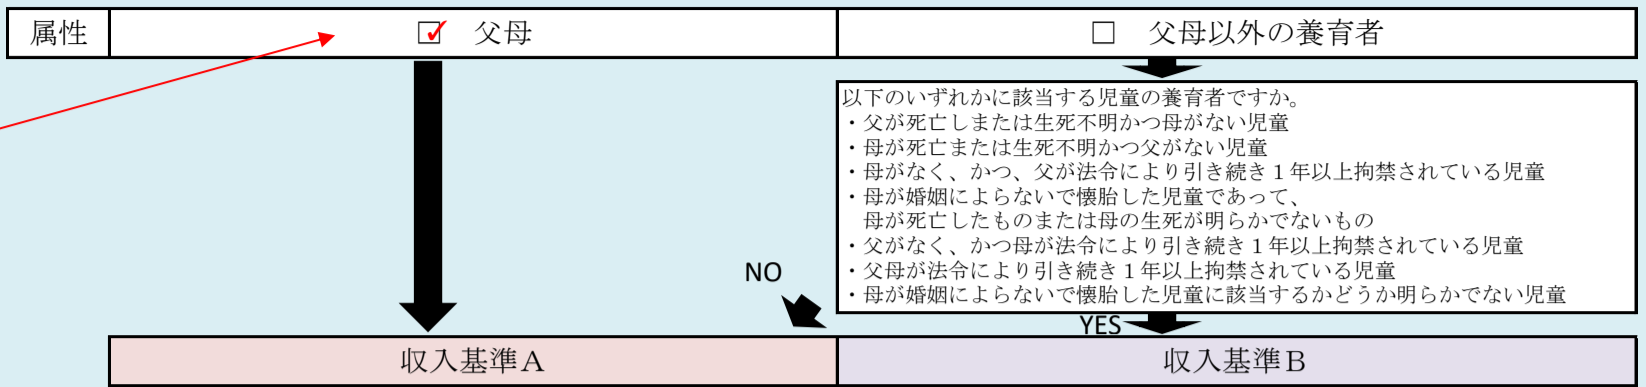 属性
☑ 父母
□ 父母以外の養育者
以下のいずれかに該当する児童の養育者ですか。
・父が死亡しまたは生死不明かつ母がない児童
・母が死亡または生死不明かつ父がない児童
・母がなく、かつ、父が法令により引き続き１年以上拘禁されている児童
・母が婚姻によらないで懐胎した児童であって、
母が死亡したものまたは母の生死が明らかでないもの
・父がなく、かつ母が法令により引き続き１年以上拘禁されている児童
・父母が法令により引き続き１年以上拘禁されている児童
・母が婚姻によらないで懐胎した児童に該当するかどうか明らかでない児童
NO
YES
収入基準Ａ
収入基準Ｂ